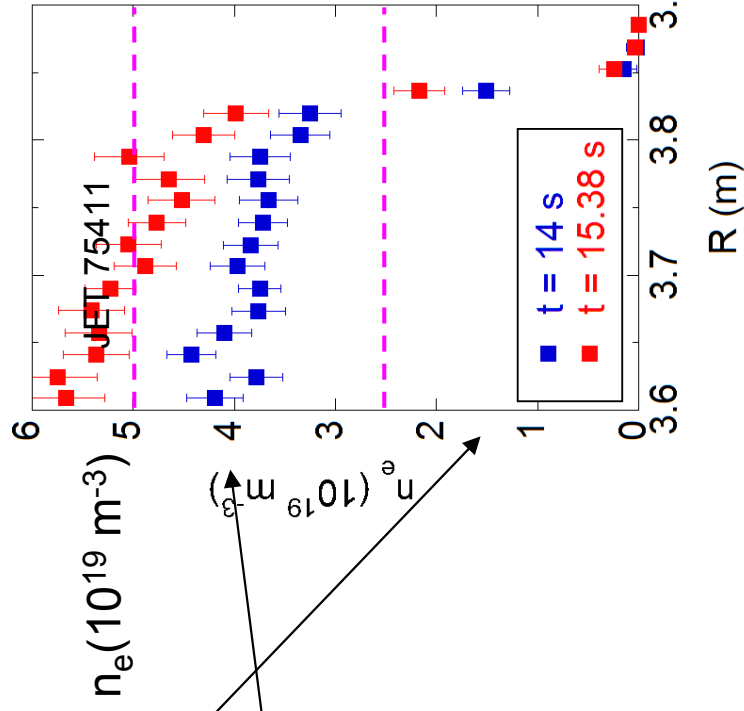 n_e(10^19 m^-3)
JET 75411
n_e (10^19 m^-3)
6
5
4
3
2
1
0
3.6
3.7
3.8
3.
t = 14 s
t = 15.38 s
R (m)